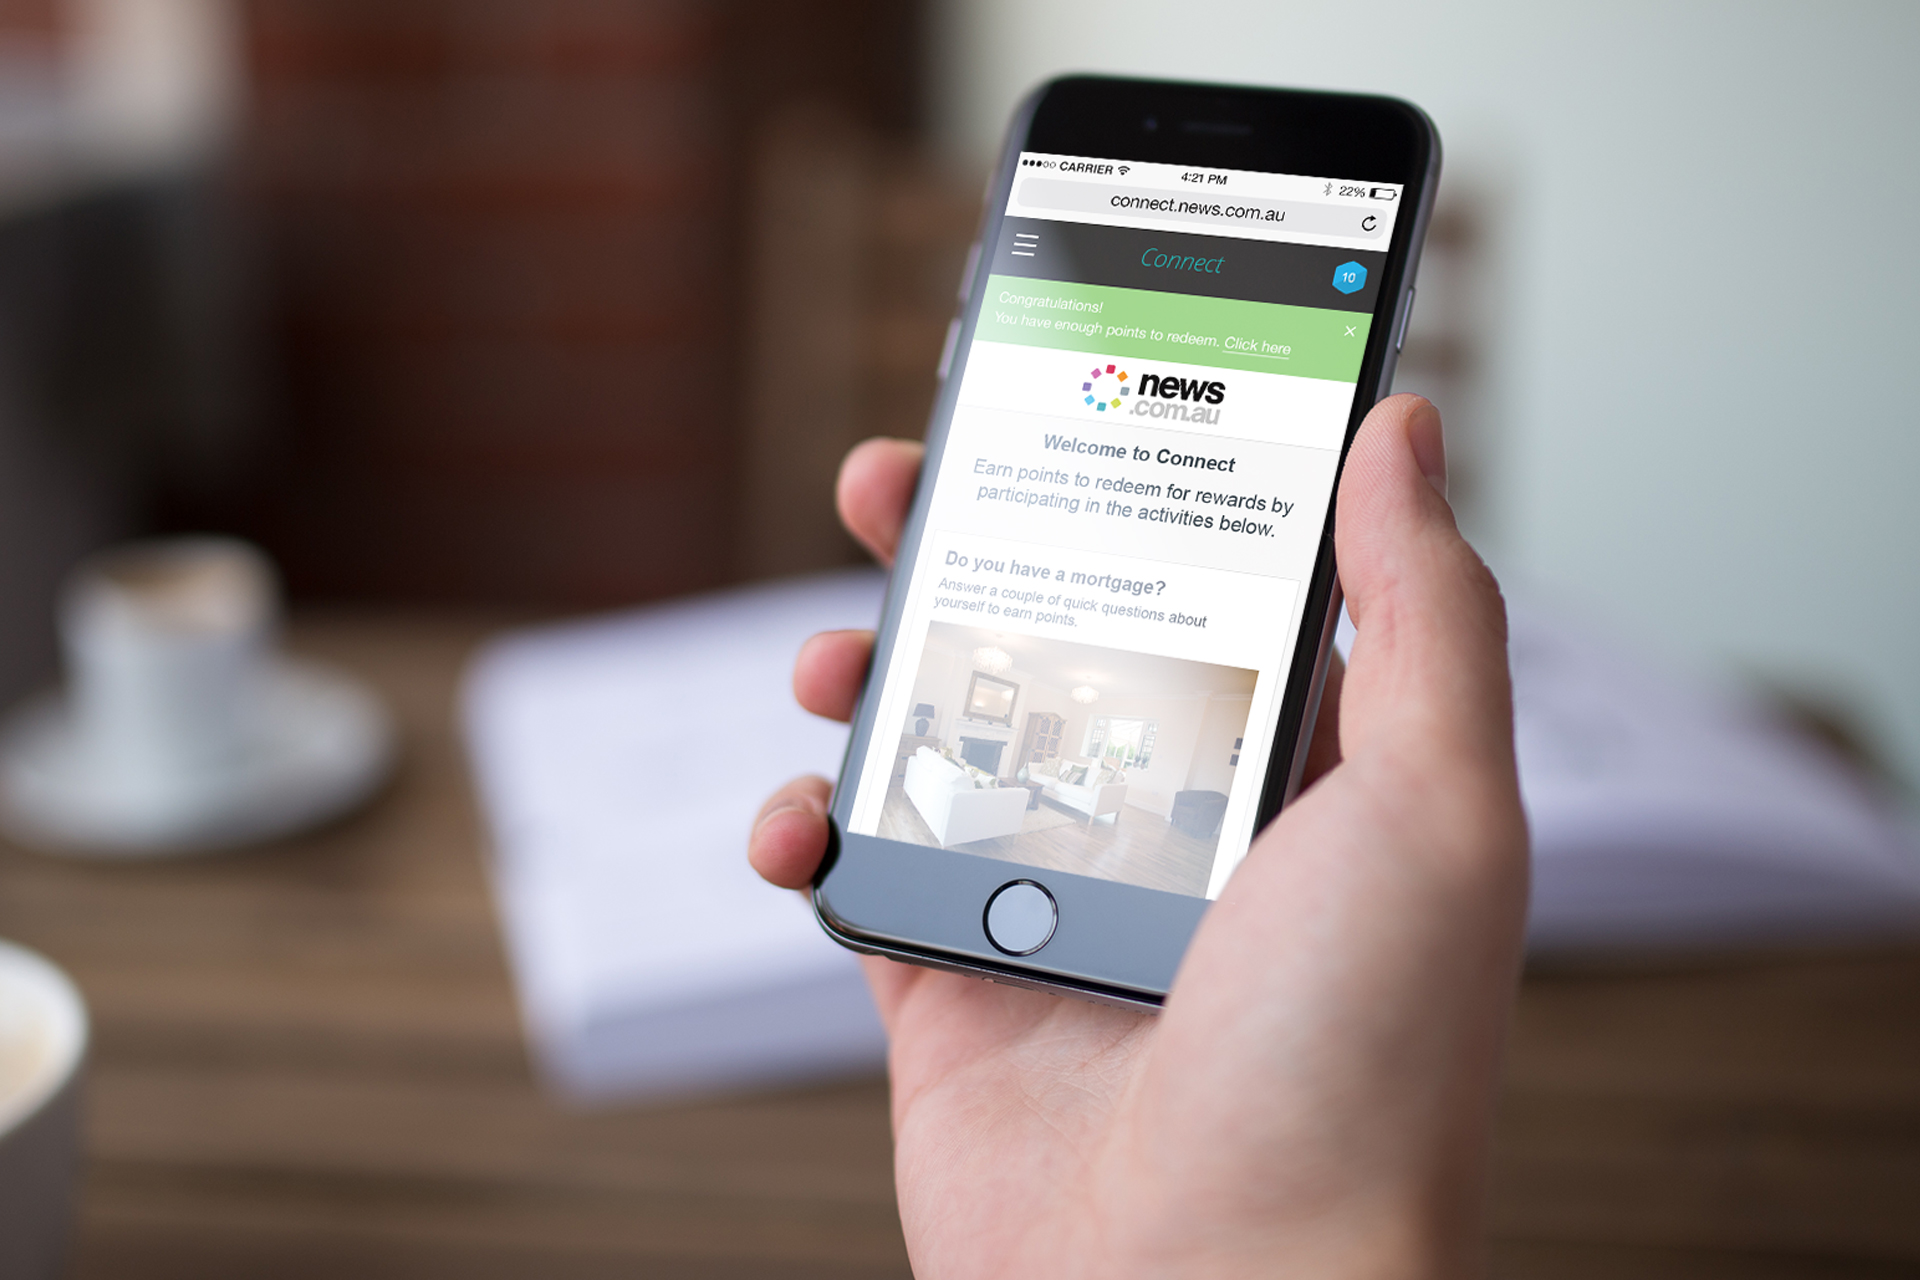 CARRIER 4:21 PM 22%
connect.news.com.au
Connect 10
Congratulations!
You have enough points to redeem. Click here
news
.com.au
Welcome to Connect
Earn points to redeem for rewards by
participating in the activities below.
Do you have a mortgage?
Answer a couple of quick questions about
yourself to earn points.